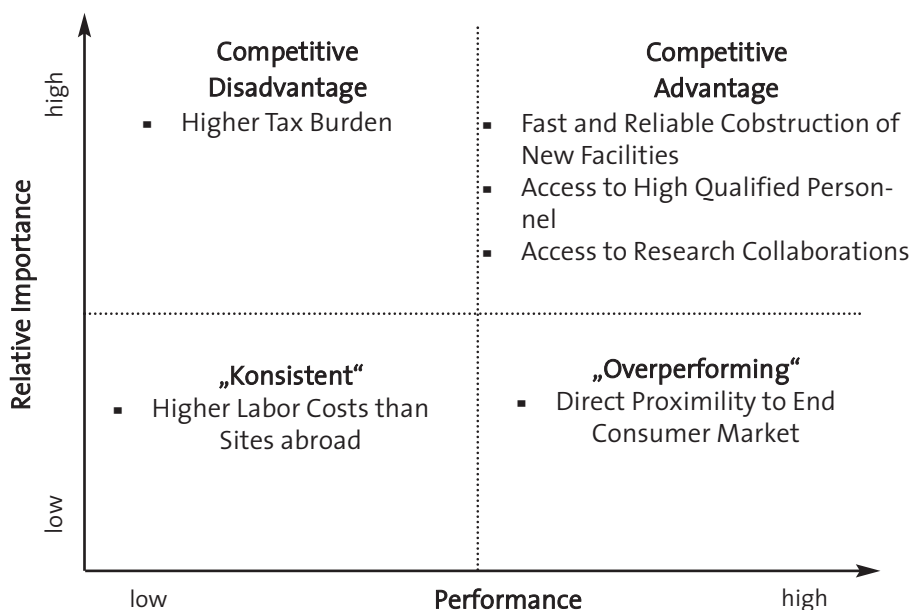 Competitive
Disadvantage
▪ Higher Tax Burden
Competitive
Advantage
▪ Fast and Reliable Cobstruction of
New Facilities
▪ Access to High Qualified Person-
nel
▪ Access to Research Collaborations
high
Relative Importance
low
„Konsistent“
▪ Higher Labor Costs than
Sites abroad
„Overperforming“
▪ Direct Proximility to End
Consumer Market
low
Performance
high